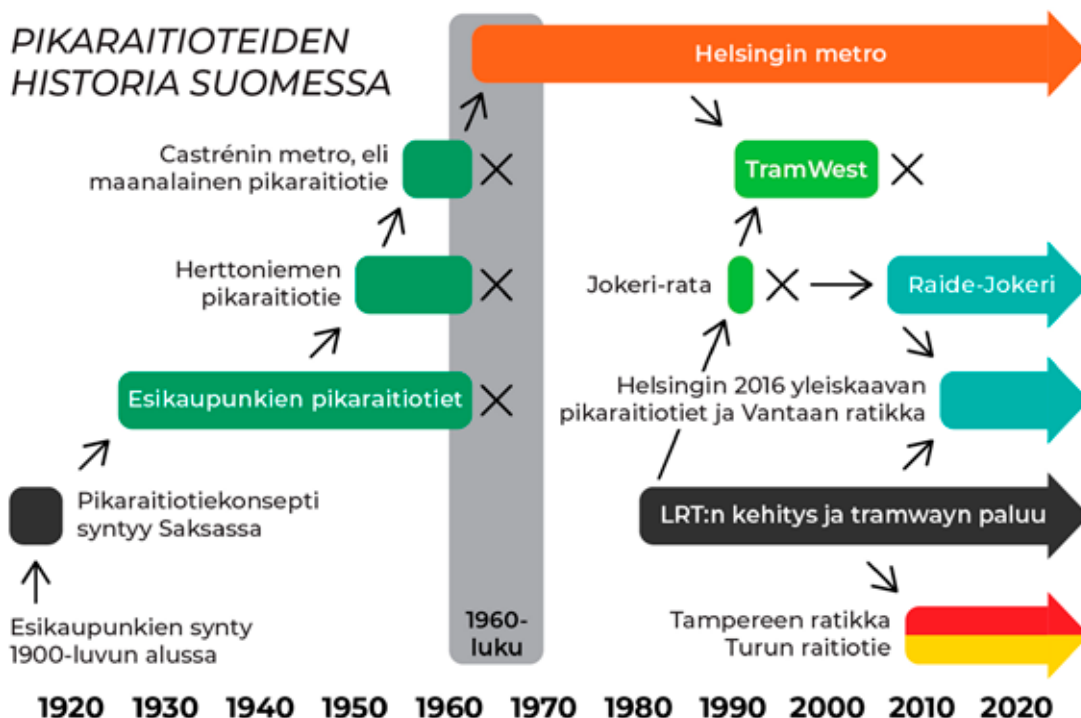 PIKARAITIOTEIDEN
HISTORIA SUOMESSA
Helsingin metro
Castrénin metro, eli
maanalainen pikaraitiotie
TramWest
Herttoniemen
pikaraitiotie
Jokeri-rata
Raide-Jokeri
Esikaupunkien pikaraitiotiet
Helsingin 2016 yleiskaavan
pikaraitiotiet ja Vantaan ratikka
Pikaraitiotiekonsepti
syntyy Saksassa
LRT:n kehitys ja tramwayn paluu
Esikaupunkien synty
1900-luvun alussa
1960-
luku
Tampereen ratikka
Turun raitiotie
1920 1930 1940 1950 1960 1970 1980 1990 2000 2010 2020